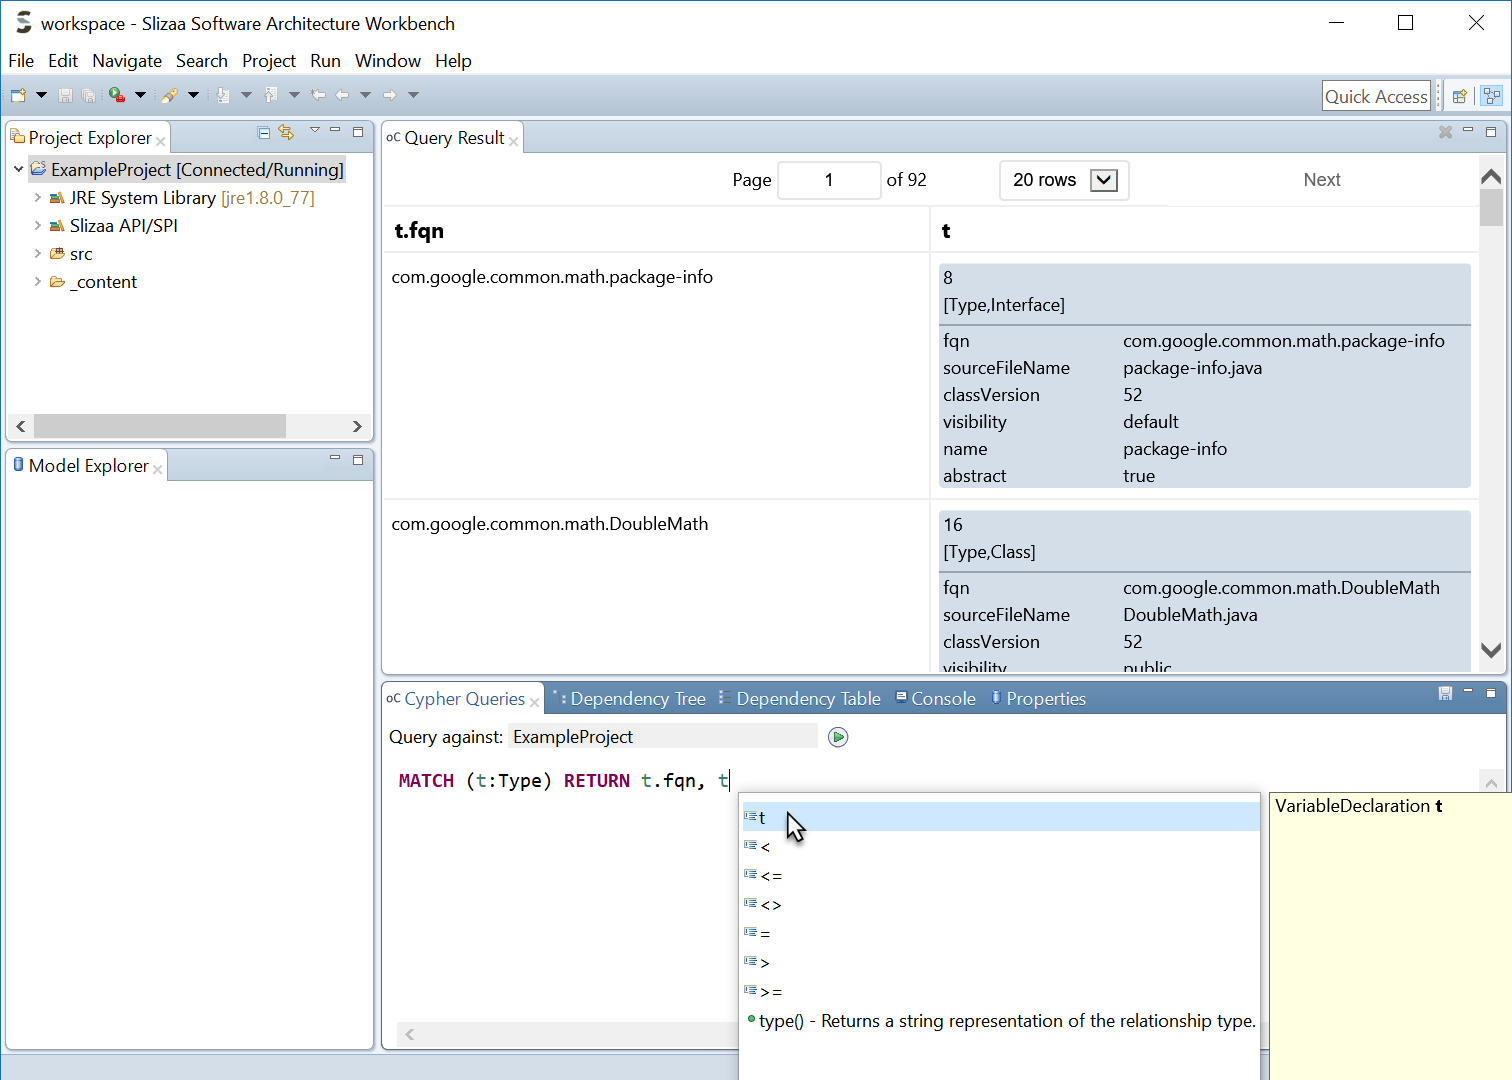 workspace - Slizaa Software Architecture Workbench
File Edit Navigate Search Project Run Window Help
Quick Access
Project Explorer
ExampleProject [Connected/Running]
JRE System Library [jre1.8.0_77]
Slizaa API/SPI
src
_content
Model Explorer
oC Query Result
Page 1 of 92 20 rows Next
t.fqn t
com.google.common.math.package-info
8
[Type,Interface]
fqn com.google.common.math.package-info
sourceFileName package-info.java
classVersion 52
visibility default
name package-info
abstract true
com.google.common.math.DoubleMath
16
[Type,Class]
fqn com.google.common.math.DoubleMath
sourceFileName DoubleMath.java
classVersion 52
visibility public
oC Cypher Queries Dependency Tree Dependency Table Console Properties
Query against: ExampleProject
MATCH (t:Type) RETURN t.fqn, t
t
<
<=
<>
=
>
>=
type() - Returns a string representation of the relationship type.
VariableDeclaration t